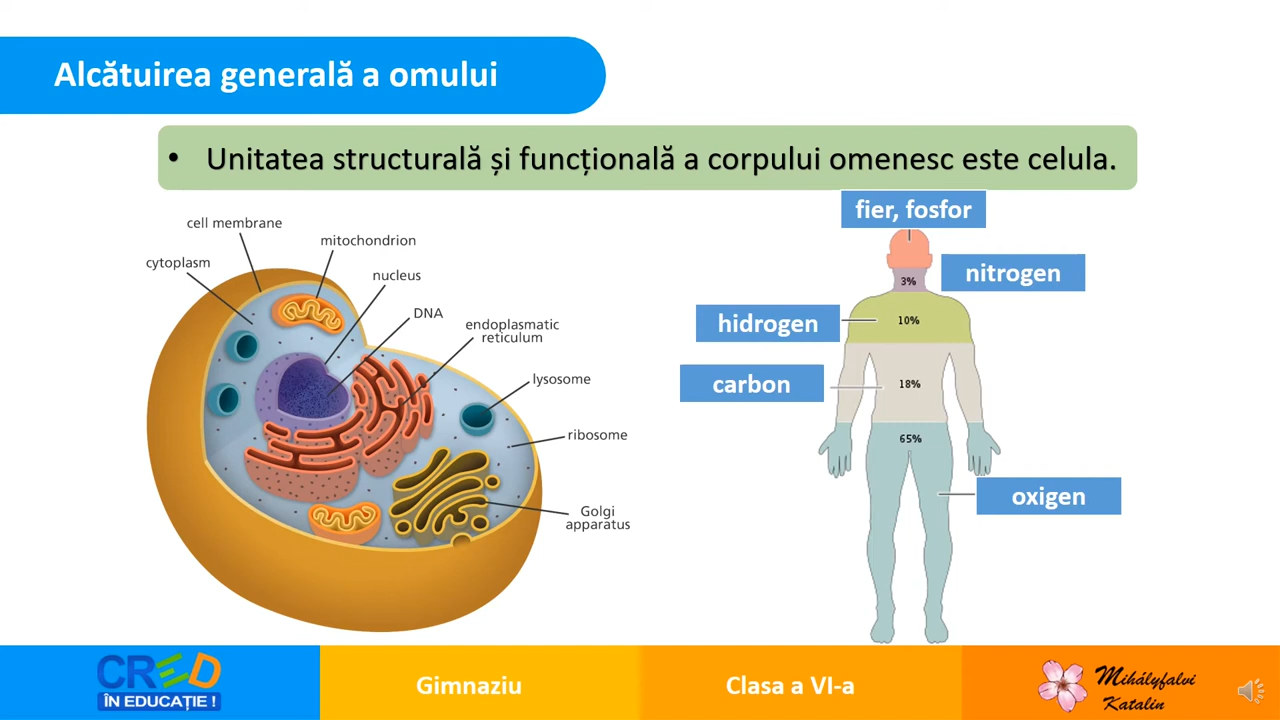 Alcătuirea generală a omului
• Unitatea structurală și funcțională a corpului omenesc este celula.
cell membrane
mitochondrion
cytoplasm
nucleus
DNA
endoplasmatic
reticulum
lysosome
ribosome
Golgi
apparatus
fier, fosfor
3%
nitrogen
hidrogen
10%
carbon
18%
65%
oxigen
CRED
ÎN EDUCAȚIE !
Gimnaziu
Clasa a VI-a
Mihályfalvi
Katalin